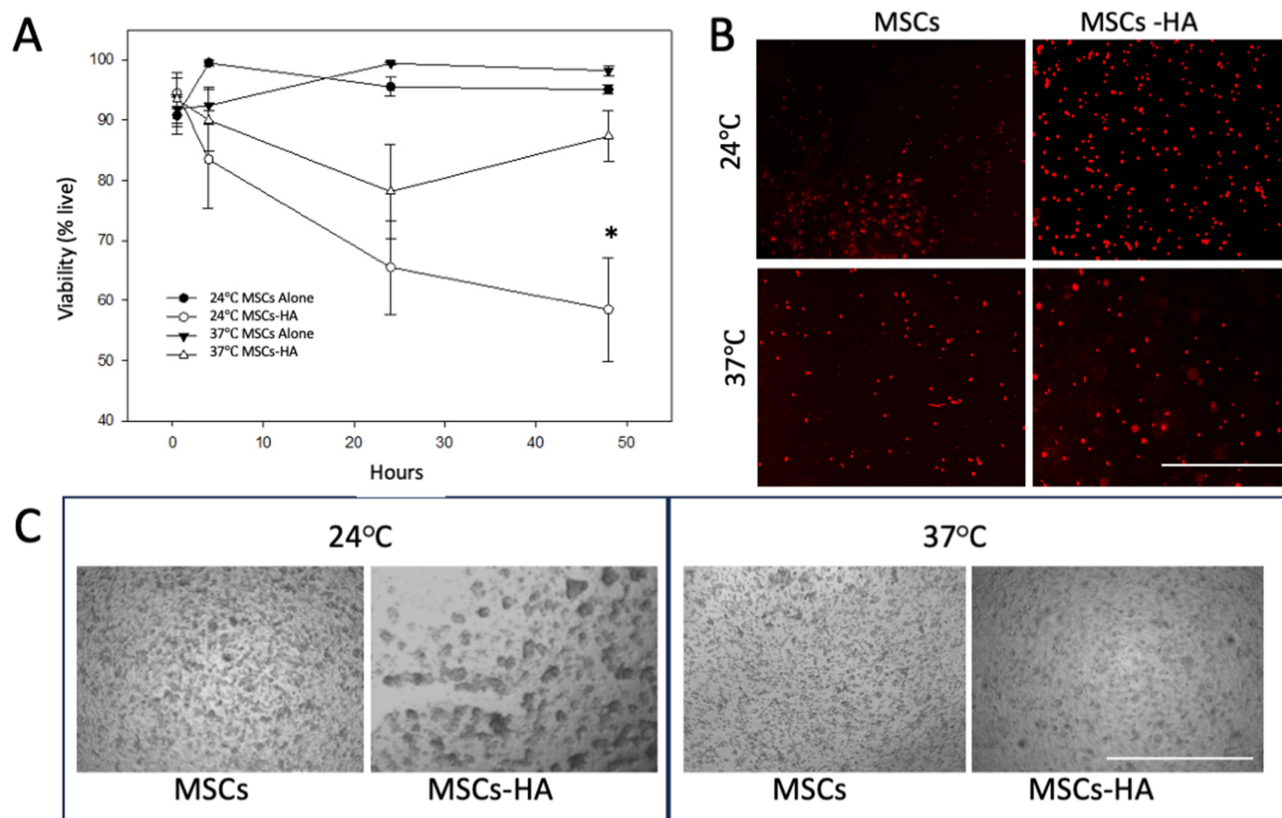 A
Viability (% live)
100
90
80
70
60
50
40
24°C MSCs Alone
24°C MSCs-HA
37°C MSCs Alone
37°C MSCs-HA
*
0
10
20
30
40
50
Hours
B
MSCs
MSCs -HA
24°C
37°C
C
24°C
37°C
MSCs
MSCs-HA
MSCs
MSCs-HA